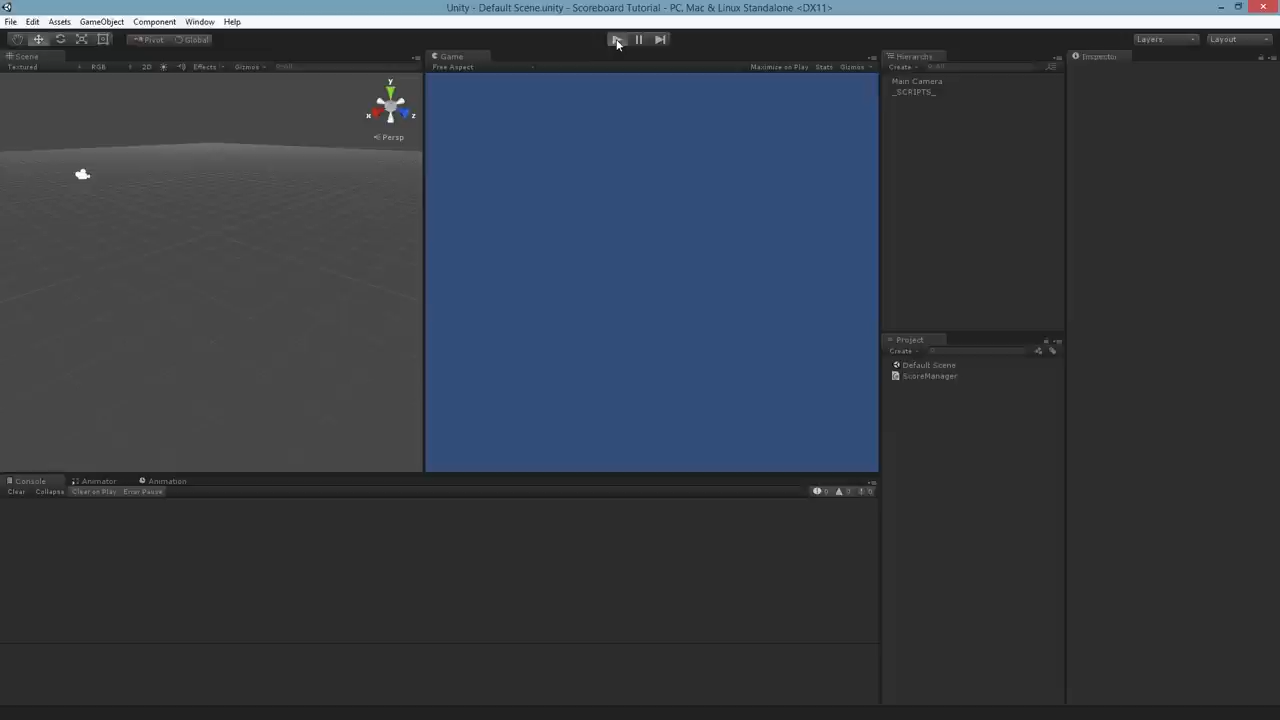 Unity - Default Scene.unity - Scoreboard Tutorial - PC, Mac & Linux Standalone <DX11>
File Edit Assets GameObject Component Window Help
Pivot Global Layers Layout
Scene Game Hierarchy Inspector
Textured RGB 2D Effects Gizmos Free Aspect Maximize on Play Stats Gizmos Create
y
x z
Persp
Main Camera
_SCRIPTS_
Project
Create
Default Scene
ScoreManager
Console Animator Animation
Clear Collapse Clear on Play Error Pause 0 0 0